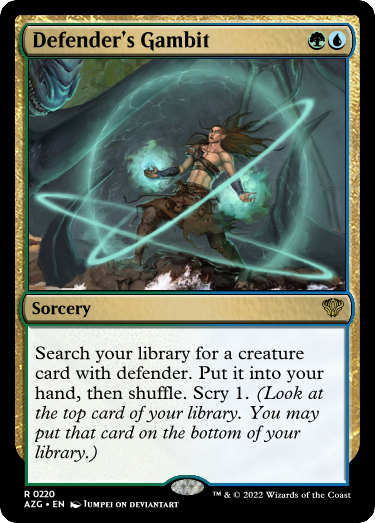 Defender's Gambit
Sorcery
Search your library for a creature
card with defender. Put it into your
hand, then shuffle. Scry 1. (Look at
the top card of your library. You may
put that card on the bottom of your
library.)
R 0220
AZG • EN Jumpei on deviantart
™ & © 2022 Wizards of the Coast